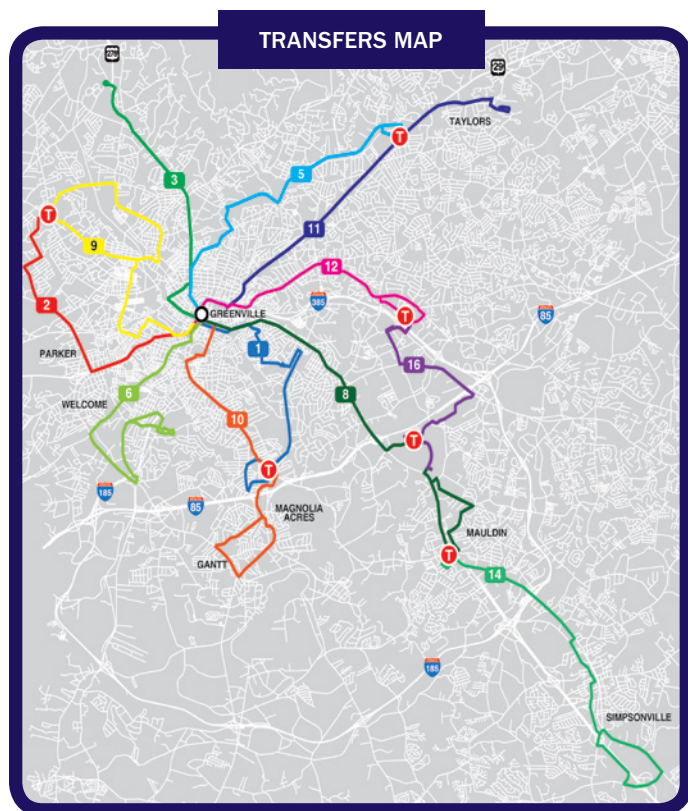 TRANSFERS MAP
29
TAYLORS
T
5
3
T
11
9
12
2
GREENVILLE
385
T
85
PARKER
1
16
6
8
WELCOME
10
T
T
185
85
MAGNOLIA
ACRES
MAULDIN
GANTT
T
14
185
SIMPSONVILLE